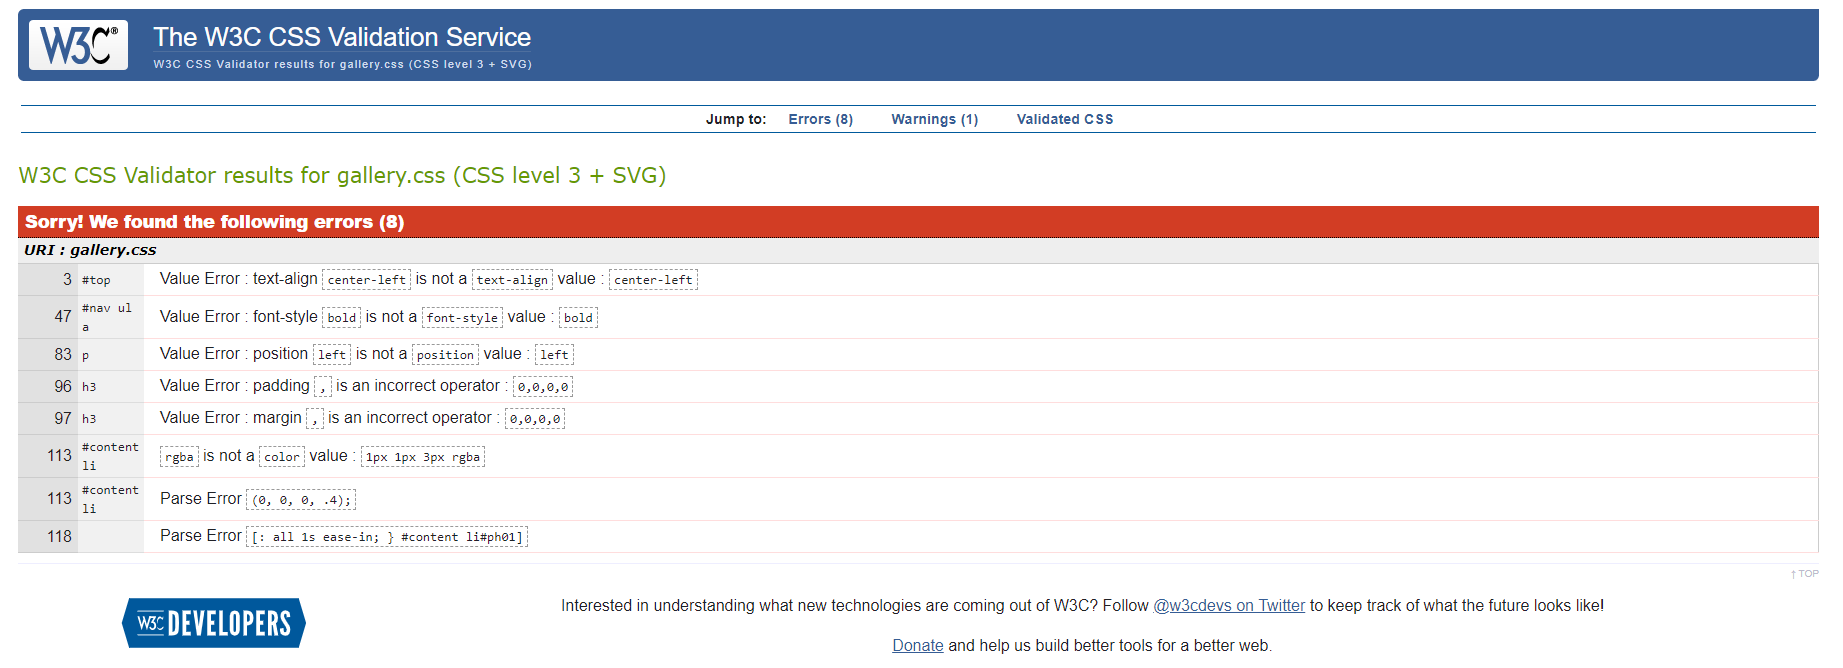 W3C®
The W3C CSS Validation Service
W3C CSS Validator results for gallery.css (CSS level 3 + SVG)
Jump to: Errors (8) Warnings (1) Validated CSS
W3C CSS Validator results for gallery.css (CSS level 3 + SVG)
Sorry! We found the following errors (8)
URI : gallery.css
3 #top Value Error : text-align center-left is not a text-align value : center-left
47 #nav ul a Value Error : font-style bold is not a font-style value : bold
83 p Value Error : position left is not a position value : left
96 h3 Value Error : padding , is an incorrect operator : 0,0,0,0
97 h3 Value Error : margin , is an incorrect operator : 0,0,0,0
113 #content li rgba is not a color value : 1px 1px 3px rgba
113 #content li Parse Error (0, 0, 0, .4);
118 Parse Error [: all 1s ease-in; } #content li#ph01]
↑ TOP
W3C DEVELOPERS
Interested in understanding what new technologies are coming out of W3C? Follow @w3cdevs on Twitter to keep track of what the future looks like!
Donate and help us build better tools for a better web.